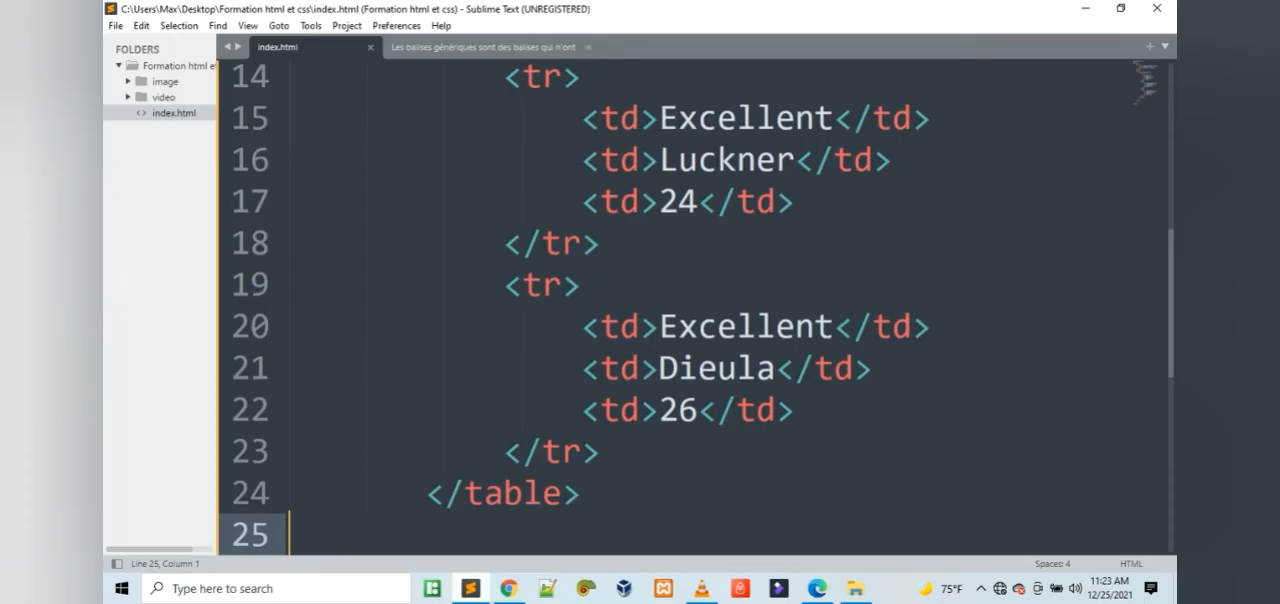 C:\Users\Max\Desktop\Formation html et css\index.html (Formation html et css) - Sublime Text (UNREGISTERED)
File Edit Selection Find View Goto Tools Project Preferences Help
FOLDERS
Formation html et
image
video
index.html
index.html
Les balises génériques sont des balises qui n'ont
14 <tr>
15 <td>Excellent</td>
16 <td>Luckner</td>
17 <td>24</td>
18 </tr>
19 <tr>
20 <td>Excellent</td>
21 <td>Dieula</td>
22 <td>26</td>
23 </tr>
24 </table>
25
Line 25, Column 1
Spaces: 4
HTML
Type here to search
75°F
11:23 AM
12/25/2021